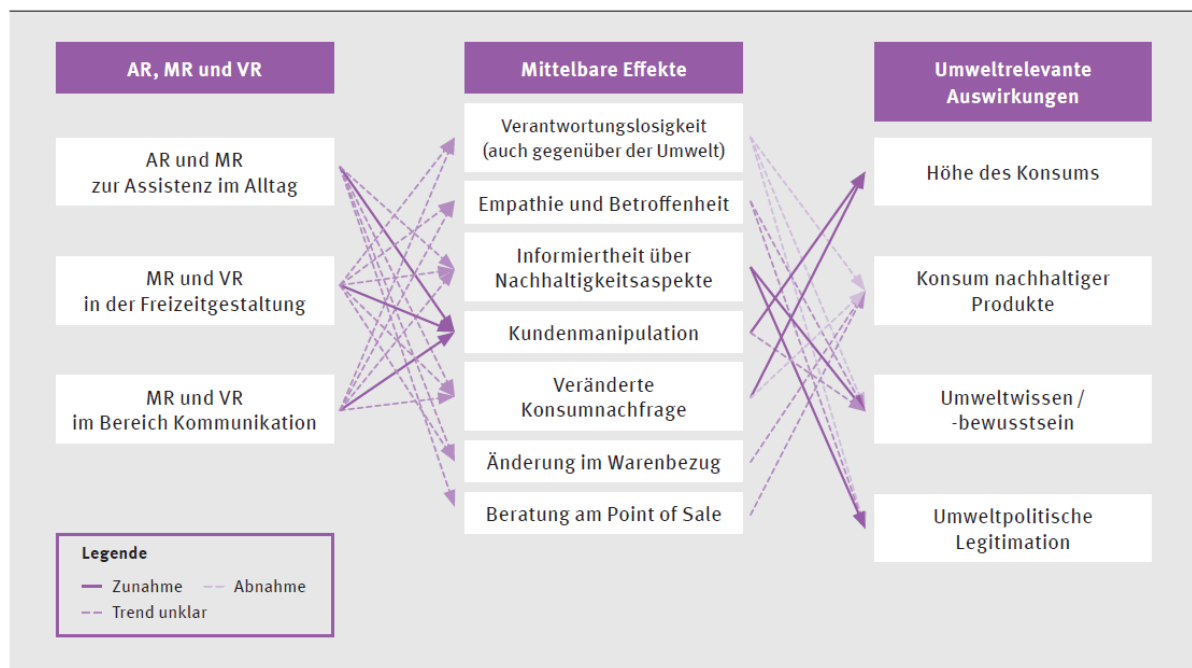 AR, MR und VR
AR und MR
zur Assistenz im Alltag
MR und VR
in der Freizeitgestaltung
MR und VR
im Bereich Kommunikation
Mittelbare Effekte
Verantwortungslosigkeit
(auch gegenüber der Umwelt)
Empathie und Betroffenheit
Informiertheit über
Nachhaltigkeitsaspekte
Kundenmanipulation
Veränderte
Konsumnachfrage
Änderung im Warenbezug
Beratung am Point of Sale
Umweltrelevante
Auswirkungen
Höhe des Konsums
Konsum nachhaltiger
Produkte
Umweltwissen /
-bewusstsein
Umweltpolitische
Legitimation
Legende
Zunahme Abnahme
Trend unklar